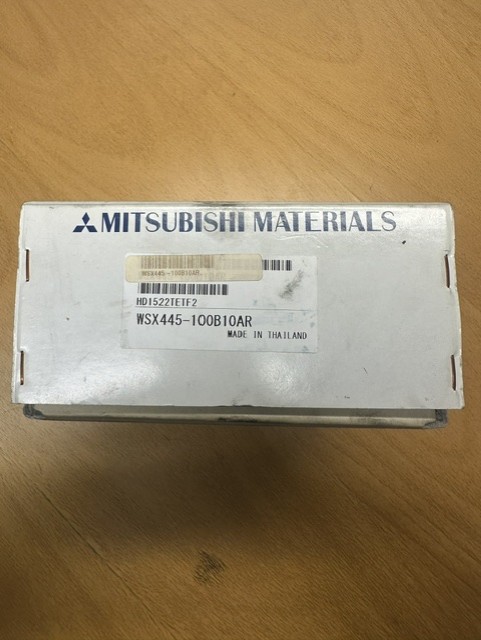 MITSUBISHI MATERIALS
WSX445-100B10AR
HD1522TETF2
WSX445-100B10AR
MADE IN THAILAND